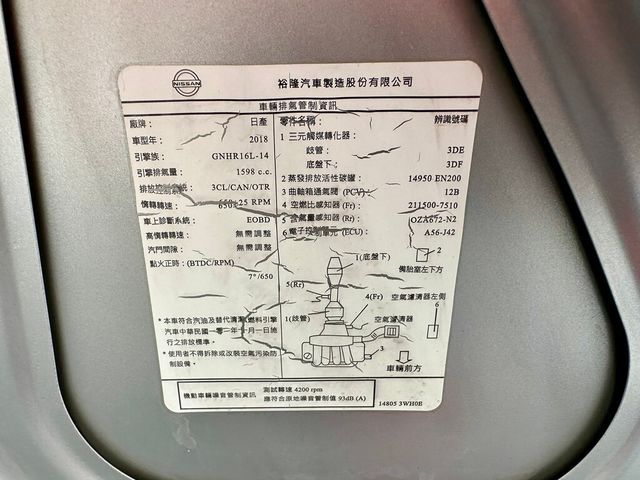 NISSAN
裕隆汽車製造股份有限公司
車輛排氣管制資訊
廠牌： 日產
車型年： 2018
引擎族： GNHR16L-14
引擎排氣量： 1598 c.c.
排放控制系統： 3CL/CAN/OTR
惰轉轉速： 650±25 RPM
車上診斷系統： EOBD
高惰轉轉速： 無需調整
汽門間隙： 無需調整
點火正時：(BTDC/RPM)
7°/650
零件名稱： 辨識號碼
1 三元觸媒轉化器：
歧管： 3DE
底盤下： 3DF
2 蒸發排放活性碳罐： 14950 EN200
3 曲軸箱通氣閥 (PCV)： 12B
4 空燃比感知器 (Fr)： 211500-7510
5 含氧量感知器 (Rr)： OZA672-N2
6 電子控制單元 (ECU)： A56-J42
1(底盤下)
2
備胎室左下方
5(Rr)
4(Fr)
空氣濾清器左側
1(歧管)
空氣濾清器
6
3
車輛前方
*本車符合汽油及替代清潔燃料引擎
汽車中華民國一零一年十月一日施
行之排放標準。
*使用者不得拆除或改裝空氣污染防
制設備。
機動車輛噪音管制資訊
測試轉速 4200 rpm
應符合原地噪音管制值 93dB (A)
14805 3WH0E